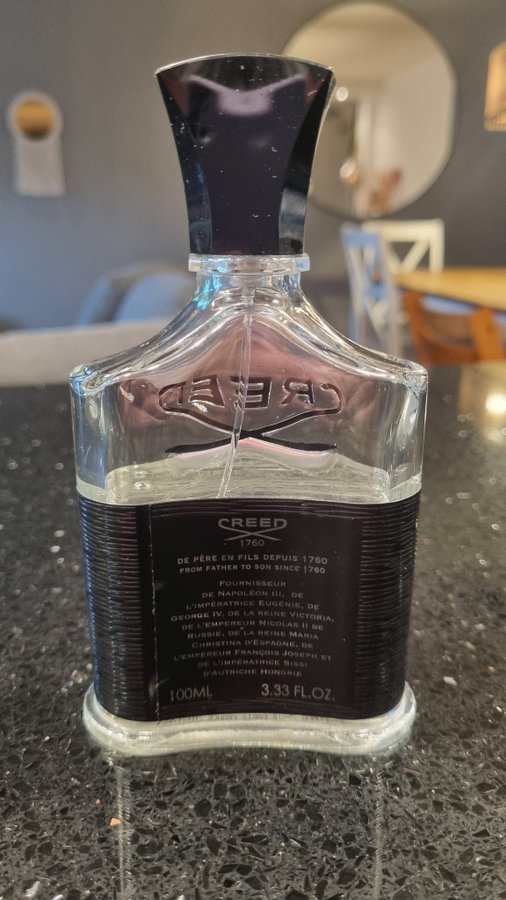 CREED
CREED
1760
DE PÈRE EN FILS DEPUIS 1760
FROM FATHER TO SON SINCE 1760
FOURNISSEUR
DE NAPOLÉON III, DE
L'IMPÉRATRICE EUGÉNIE, DE
GEORGE IV, DE LA REINE VICTORIA,
DE L'EMPEREUR NICOLAS II DE
RUSSIE, DE LA REINE MARIA
CHRISTINA D'ESPAGNE, DE
L'EMPEREUR FRANÇOIS JOSEPH ET
DE L'IMPÉRATRICE SISSI
D'AUTRICHE HONGRIE
100ML 3.33 FL.OZ.